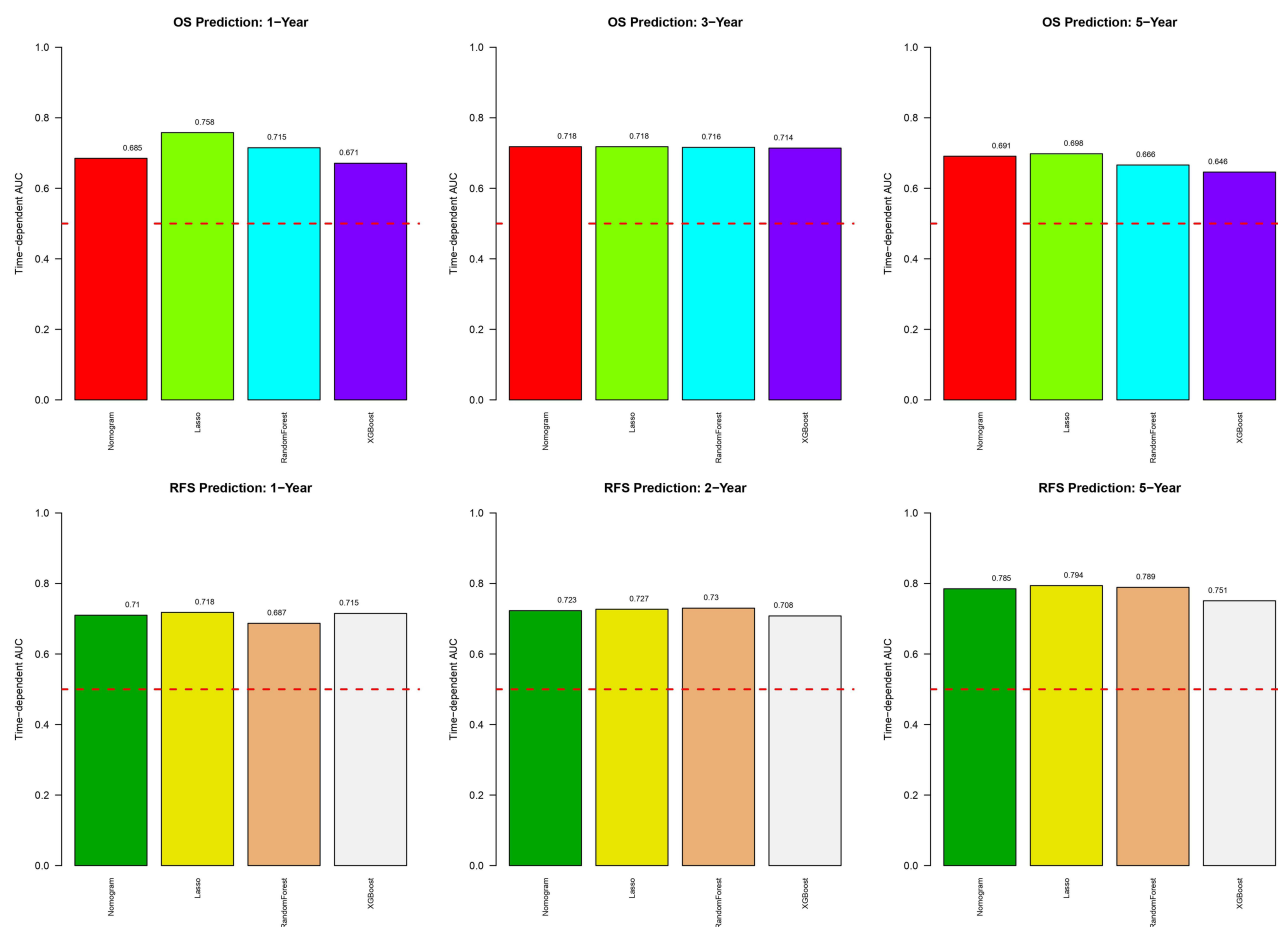 OS Prediction: 1−Year
Time−dependent AUC
1.0
0.8
0.6
0.4
0.2
0.0
0.685
0.758
0.715
0.671
Nomogram
Lasso
RandomForest
XGBoost
OS Prediction: 3−Year
Time−dependent AUC
1.0
0.8
0.6
0.4
0.2
0.0
0.718
0.718
0.716
0.714
Nomogram
Lasso
RandomForest
XGBoost
OS Prediction: 5−Year
Time−dependent AUC
1.0
0.8
0.6
0.4
0.2
0.0
0.691
0.698
0.666
0.646
Nomogram
Lasso
RandomForest
XGBoost
RFS Prediction: 1−Year
Time−dependent AUC
1.0
0.8
0.6
0.4
0.2
0.0
0.71
0.718
0.687
0.715
Nomogram
Lasso
RandomForest
XGBoost
RFS Prediction: 2−Year
Time−dependent AUC
1.0
0.8
0.6
0.4
0.2
0.0
0.723
0.727
0.73
0.708
Nomogram
Lasso
RandomForest
XGBoost
RFS Prediction: 5−Year
Time−dependent AUC
1.0
0.8
0.6
0.4
0.2
0.0
0.785
0.794
0.789
0.751
Nomogram
Lasso
RandomForest
XGBoost